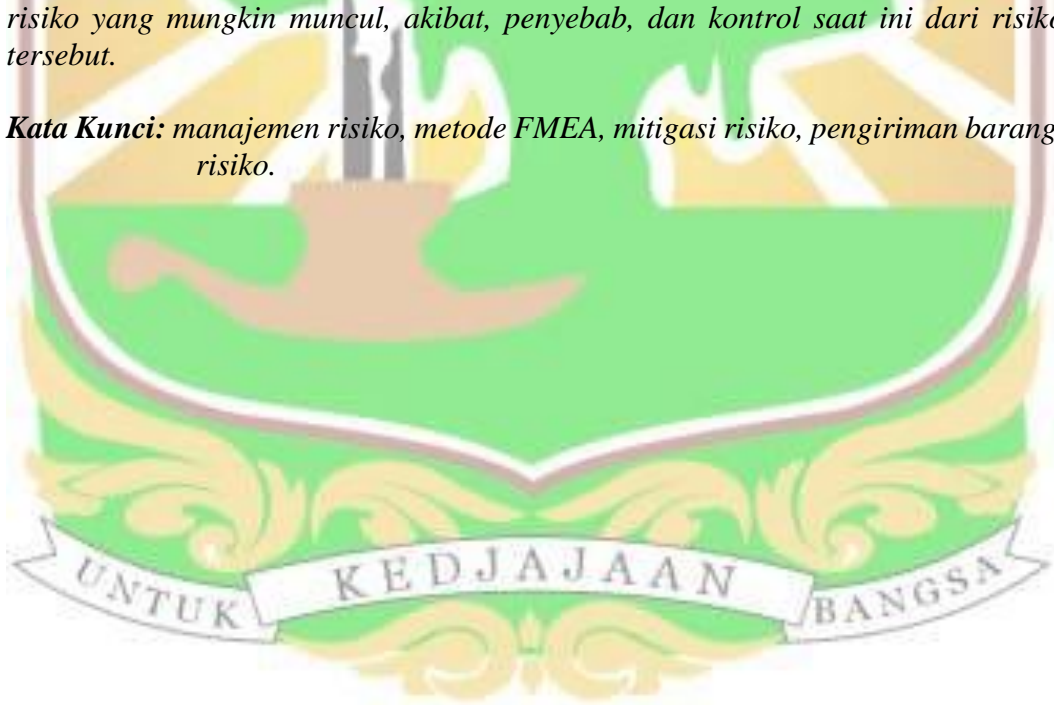 risiko yang mungkin muncul, akibat, penyebab, dan kontrol saat ini dari risiko
tersebut.
Kata Kunci: manajemen risiko, metode FMEA, mitigasi risiko, pengiriman barang
risiko.
UNTUK KEDJAJAAN BANGSA